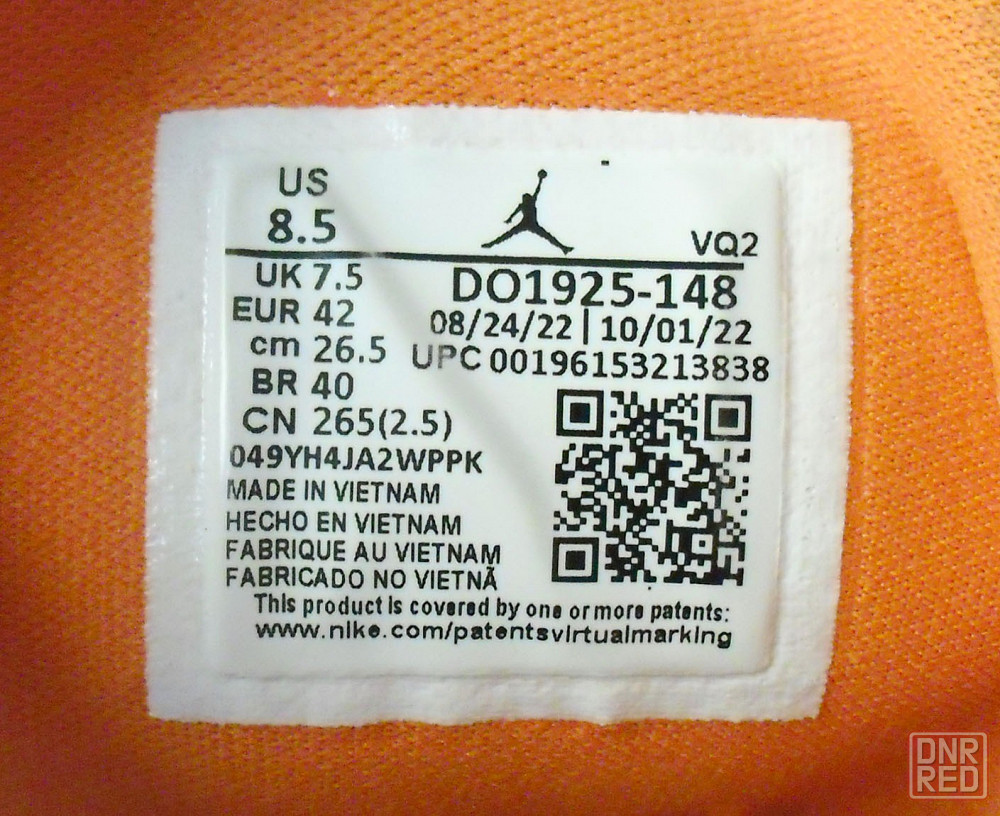 US
8.5
VQ2
UK 7.5
DO1925-148
EUR 42
08/24/22 | 10/01/22
cm 26.5
UPC 00196153213838
BR 40
CN 265(2.5)
049YH4JA2WPPK
MADE IN VIETNAM
HECHO EN VIETNAM
FABRIQUE AU VIETNAM
FABRICADO NO VIETNÃ
This product is covered by one or more patents:
www.nike.com/patentsvirtualmarking
DNR
RED